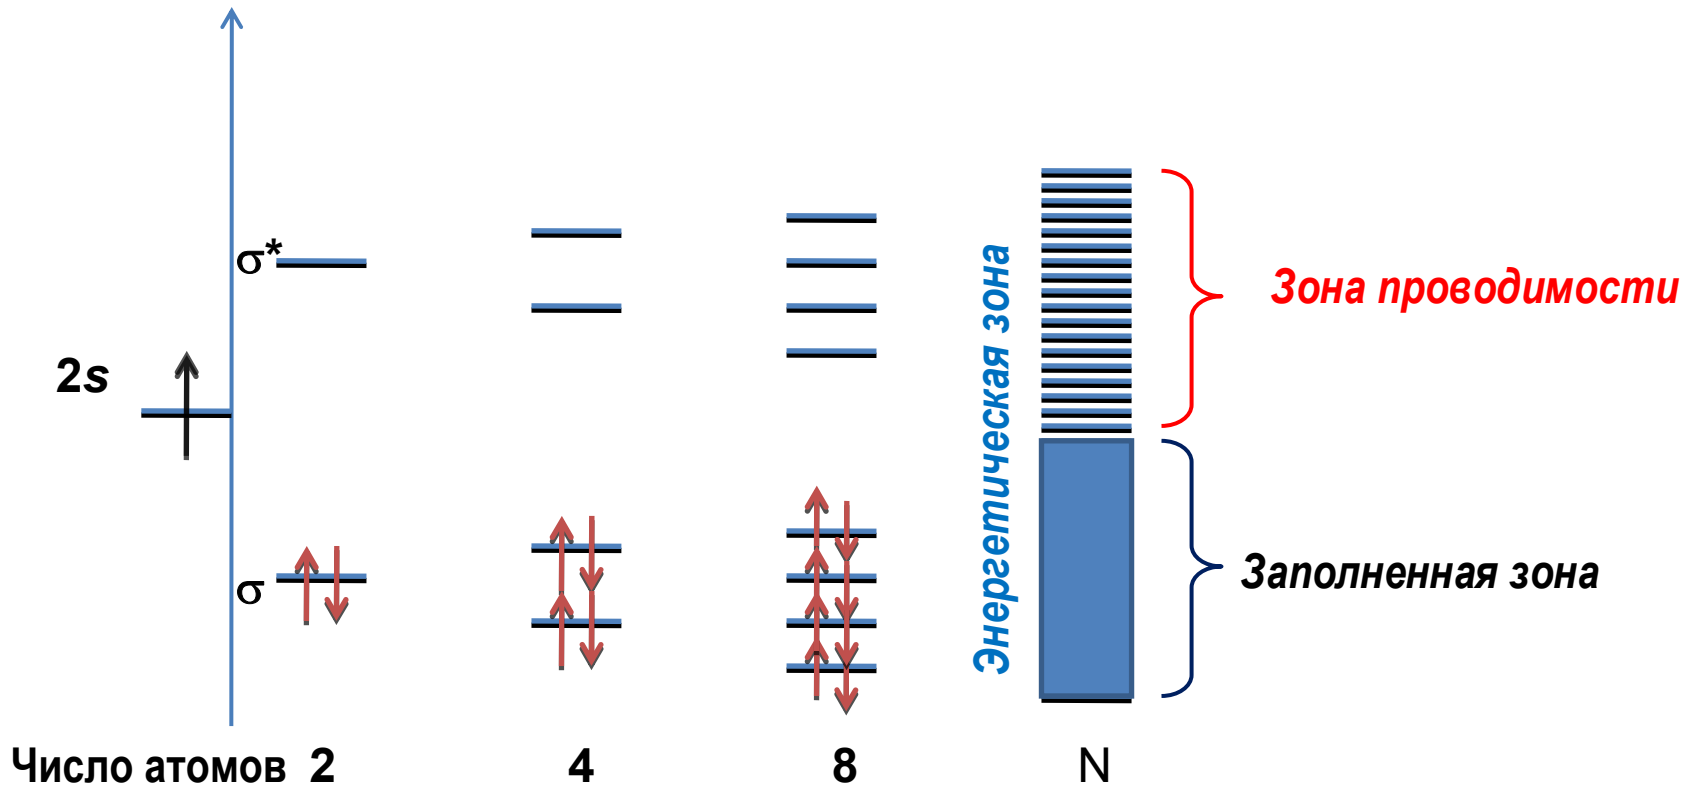 σ*
2s
σ
Энергетическая зона
Зона проводимости
Заполненная зона
Число атомов 2 4 8 N